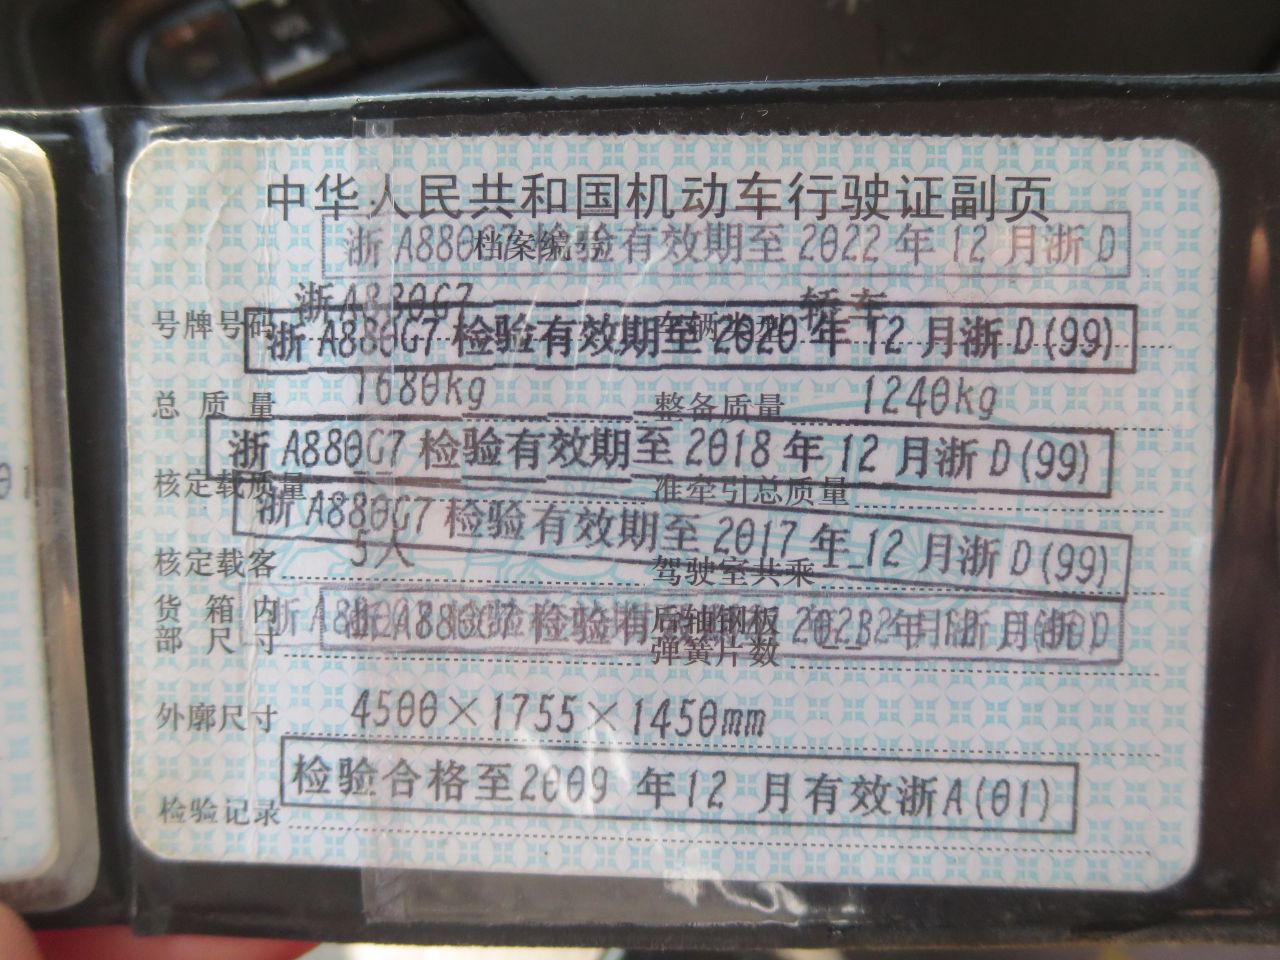 中华人民共和国机动车行驶证副页
浙A880G7检验有效期至2022年12月浙D
档案编号
号牌号码 浙A880G7 车辆类型 轿车
浙A880G7检验有效期至2020年12月浙D(99)
总质量 1680kg 整备质量 1240kg
浙A880G7检验有效期至2018年12月浙D(99)
核定载质量 准牵引总质量
浙A880G7检验有效期至2017年12月浙D(99)
核定载客 5人 驾驶室共乘
货箱内部尺寸 后轴钢板弹簧片数
外廓尺寸 4500×1755×1450mm
检验合格至2009年12月有效浙A(01)
检验记录